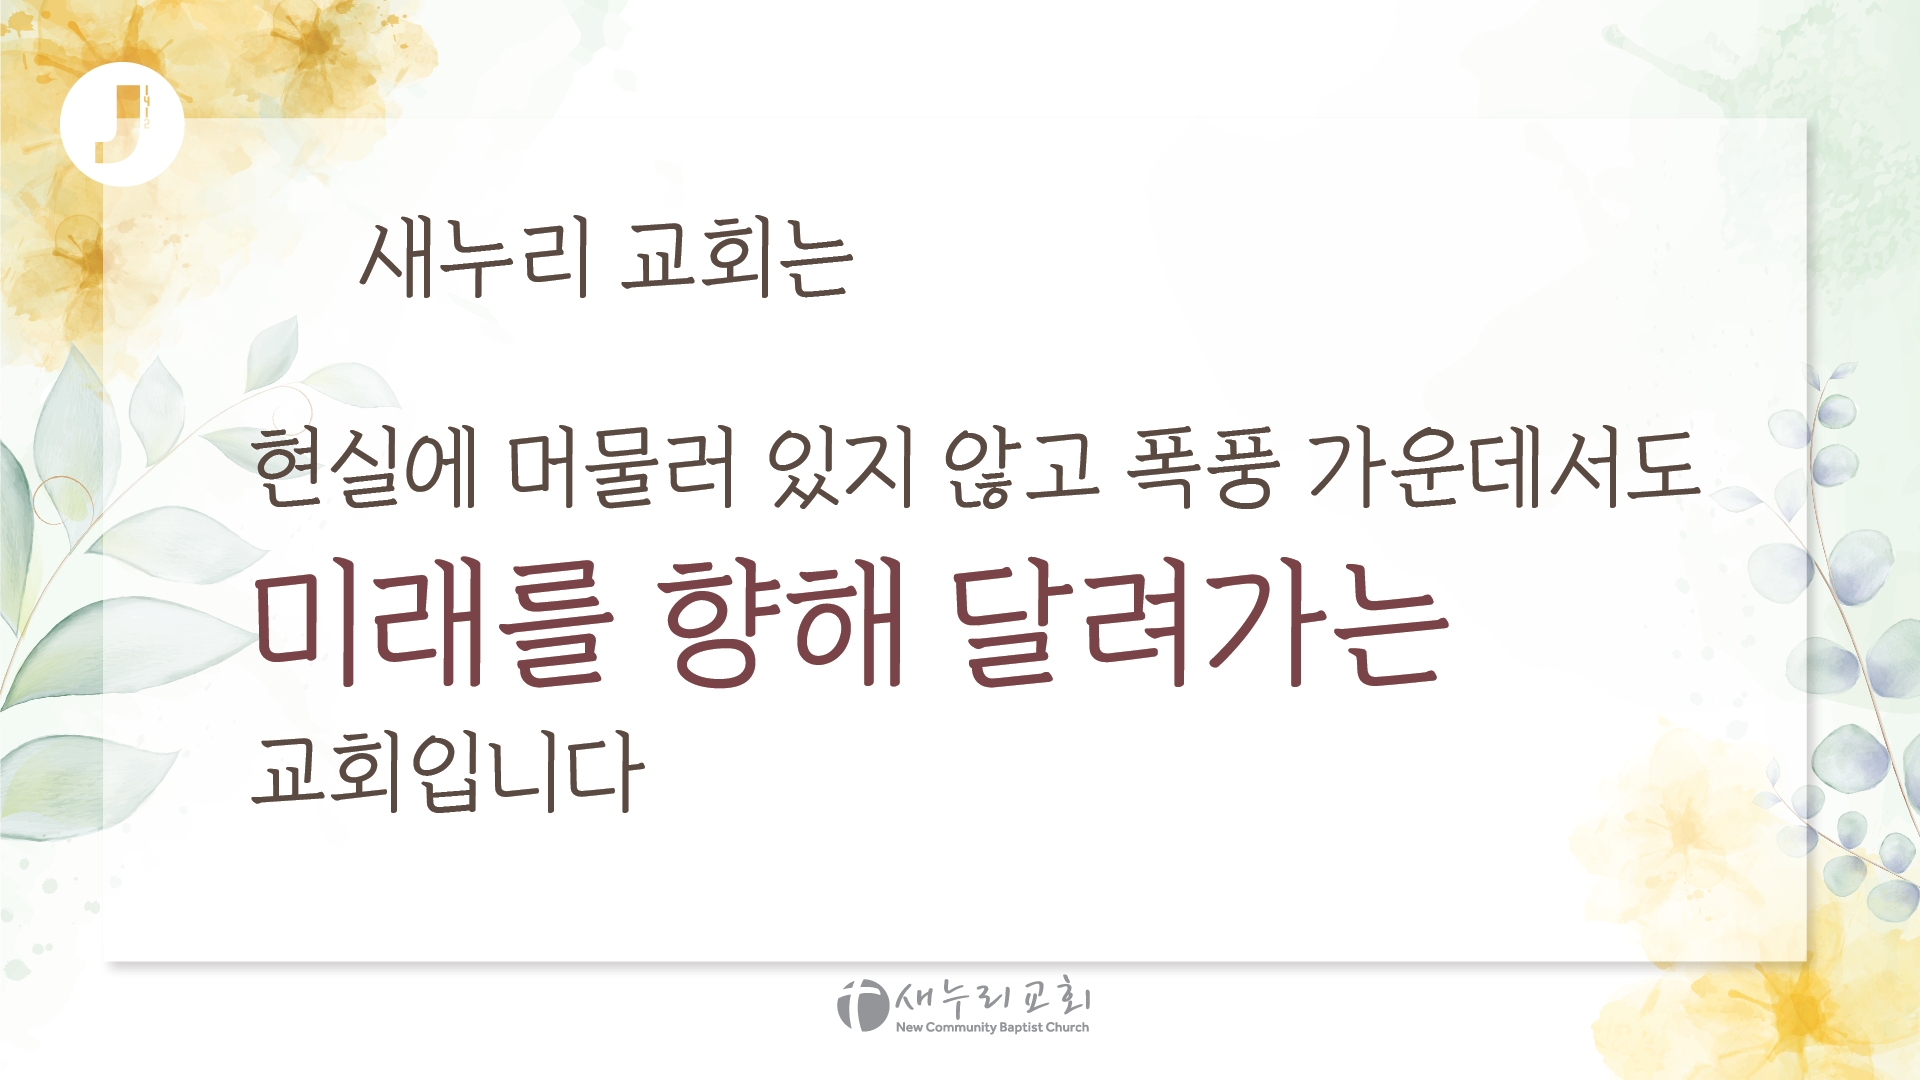 J
1412
새누리 교회는
현실에 머물러 있지 않고 폭풍 가운데서도
미래를 향해 달려가는
교회입니다
새누리교회
New Community Baptist Church